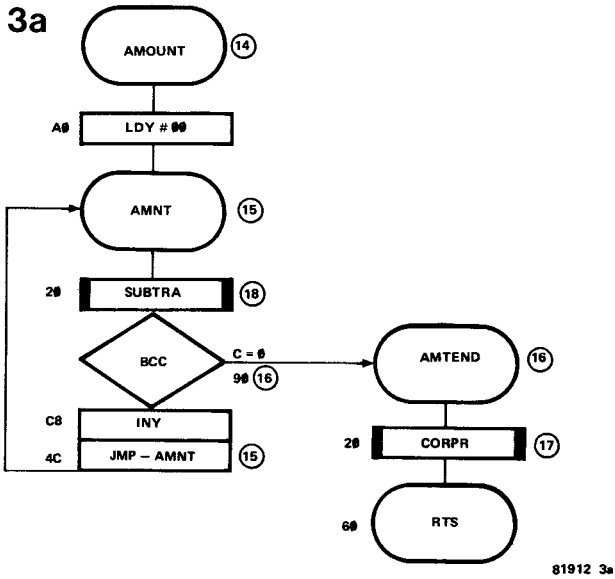 3a
AMOUNT 14
A0 LDY # 00
AMNT 15
20 SUBTRA 18
BCC
C = 0
90 16
C8 INY
4C JMP – AMNT 15
AMTEND 16
20 CORPR 17
60 RTS
81912 3a